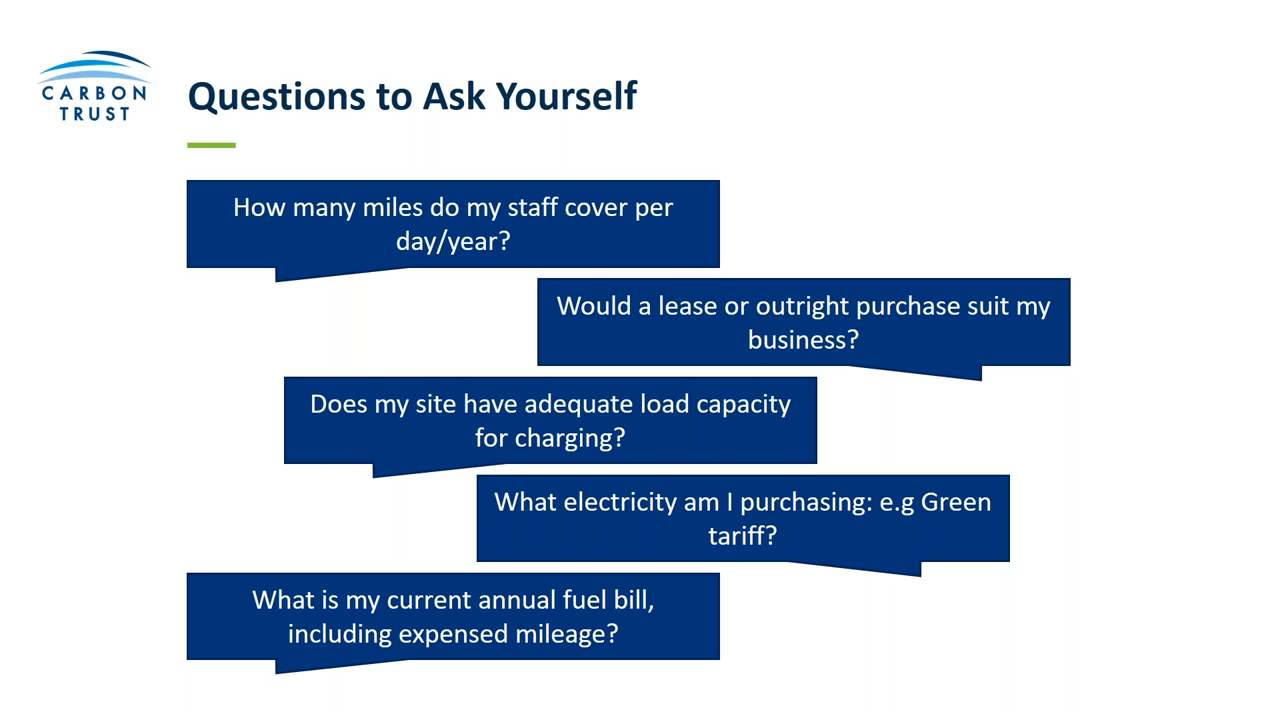 CARBON
TRUST
Questions to Ask Yourself
How many miles do my staff cover per
day/year?
Would a lease or outright purchase suit my
business?
Does my site have adequate load capacity
for charging?
What electricity am I purchasing: e.g Green
tariff?
What is my current annual fuel bill,
including expensed mileage?